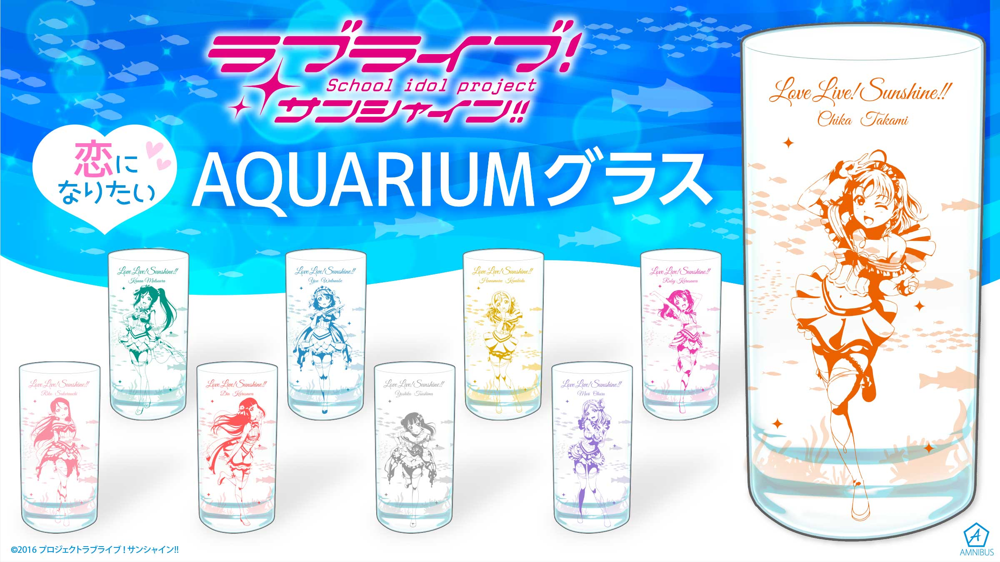 ラブライブ!
School idol project
サンシャイン!!
恋に
なりたい
AQUARIUMグラス
Love Live! Sunshine!!
Chika Takami
Love Live! Sunshine!!
Kanan Matsuura
Love Live! Sunshine!!
You Watanabe
Love Live! Sunshine!!
Hanamaru Kunikida
Love Live! Sunshine!!
Ruby Kurosawa
Love Live! Sunshine!!
Riko Sakurauchi
Love Live! Sunshine!!
Dia Kurosawa
Love Live! Sunshine!!
Yoshiko Tsushima
Love Live! Sunshine!!
Mari Ohara
©2016 プロジェクトラブライブ!サンシャイン!!
A
AMNIBUS